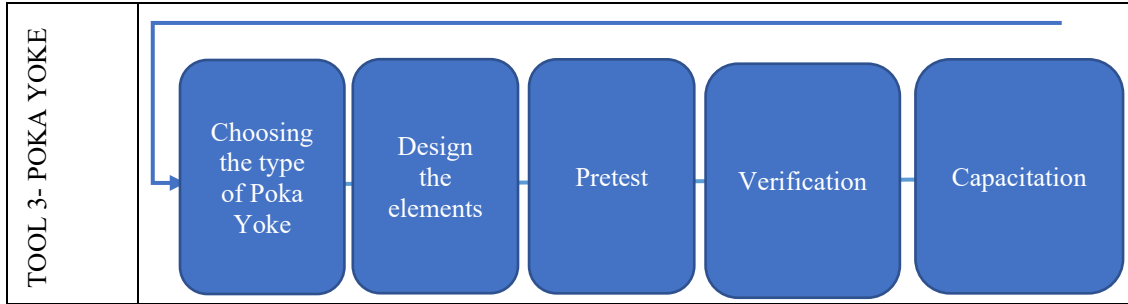 TOOL 3- POKA YOKE
Choosing
the type
of Poka
Yoke
Design
the
elements
Pretest
Verification
Capacitation